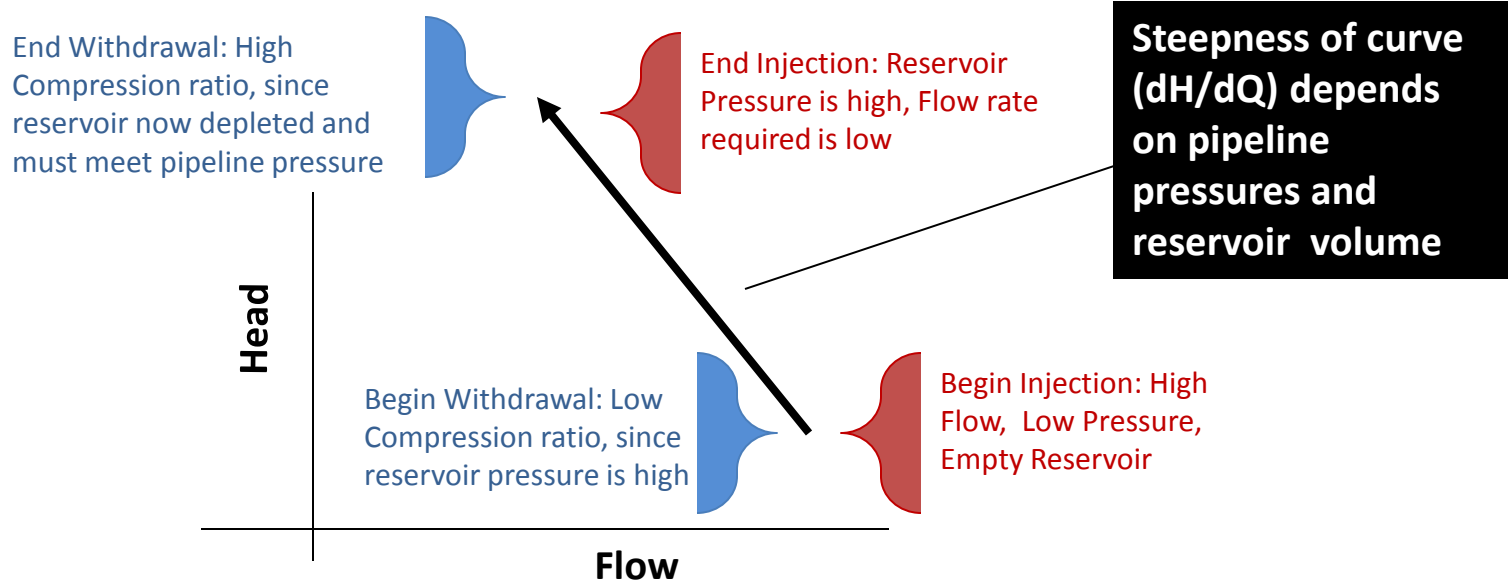 End Withdrawal: High
Compression ratio, since
reservoir now depleted and
must meet pipeline pressure
End Injection: Reservoir
Pressure is high, Flow rate
required is low
Steepness of curve
(dH/dQ) depends
on pipeline
pressures and
reservoir  volume
Head
Begin Withdrawal: Low
Compression ratio, since
reservoir pressure is high
Begin Injection: High
Flow,  Low Pressure,
Empty Reservoir
Flow